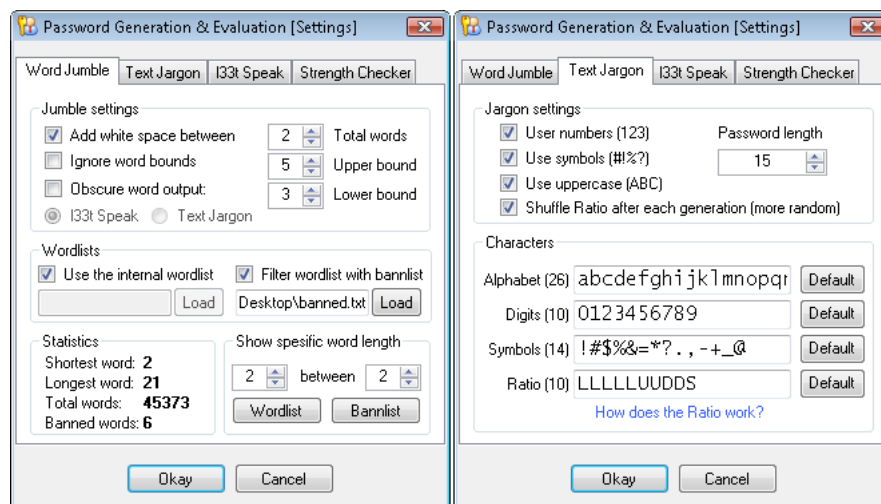 Password Generation & Evaluation [Settings]
Word Jumble Text Jargon l33t Speak Strength Checker
Jumble settings
Add white space between 2 Total words
Ignore word bounds 5 Upper bound
Obscure word output: 3 Lower bound
l33t Speak Text Jargon
Wordlists
Use the internal wordlist Filter wordlist with bannlist
Load Desktop\banned.txt Load
Statistics
Shortest word: 2
Longest word: 21
Total words: 45373
Banned words: 6
Show spesific word length
2 between 2
Wordlist Bannlist
Okay Cancel
Password Generation & Evaluation [Settings]
Word Jumble Text Jargon l33t Speak Strength Checker
Jargon settings
User numbers (123) Password length
Use symbols (#!%?) 15
Use uppercase (ABC)
Shuffle Ratio after each generation (more random)
Characters
Alphabet (26) abcdefghijklmnopqr Default
Digits (10) 0123456789 Default
Symbols (14) !#$%&=*?.,-+_@ Default
Ratio (10) LLLLLUUDDS Default
How does the Ratio work?
Okay Cancel